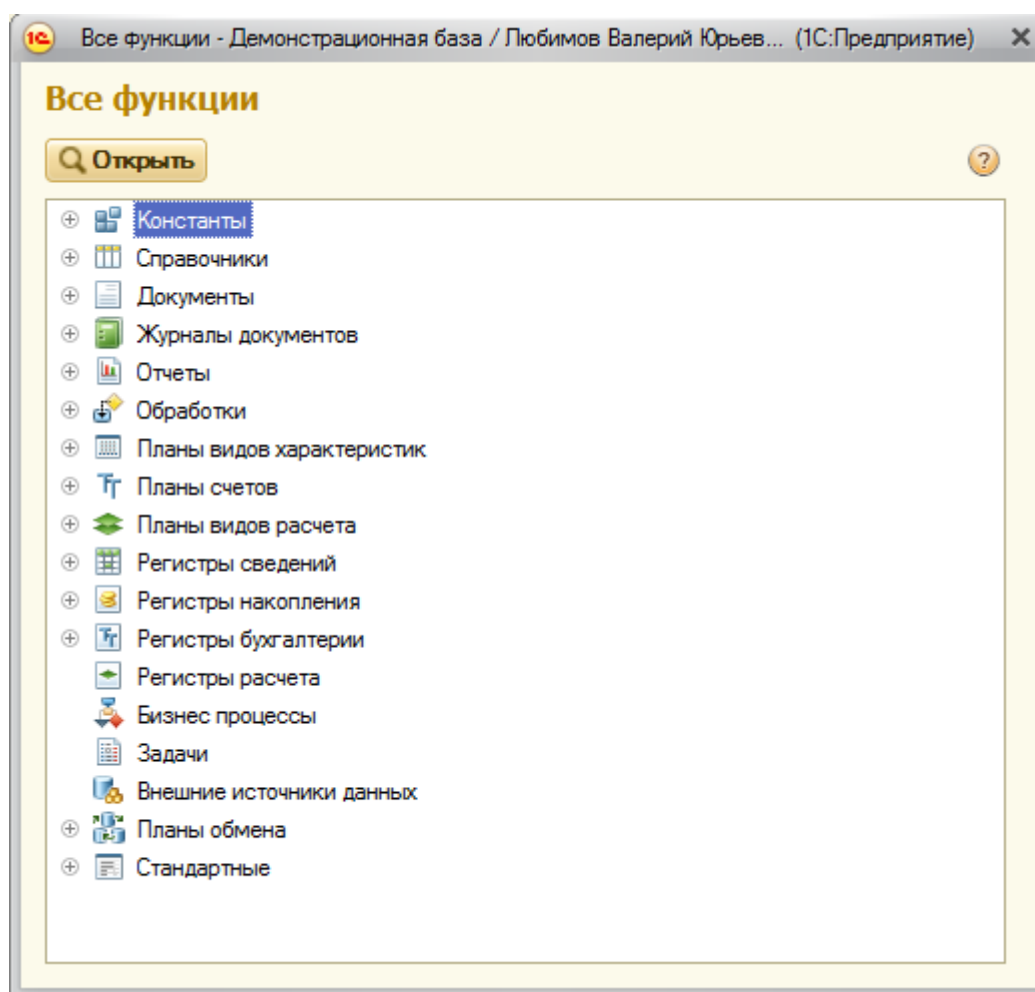 1С Все функции - Демонстрационная база / Любимов Валерий Юрьев... (1С:Предприятие)
Все функции
Открыть ?
Константы
Справочники
Документы
Журналы документов
Отчеты
Обработки
Планы видов характеристик
Планы счетов
Планы видов расчета
Регистры сведений
Регистры накопления
Регистры бухгалтерии
Регистры расчета
Бизнес процессы
Задачи
Внешние источники данных
Планы обмена
Стандартные